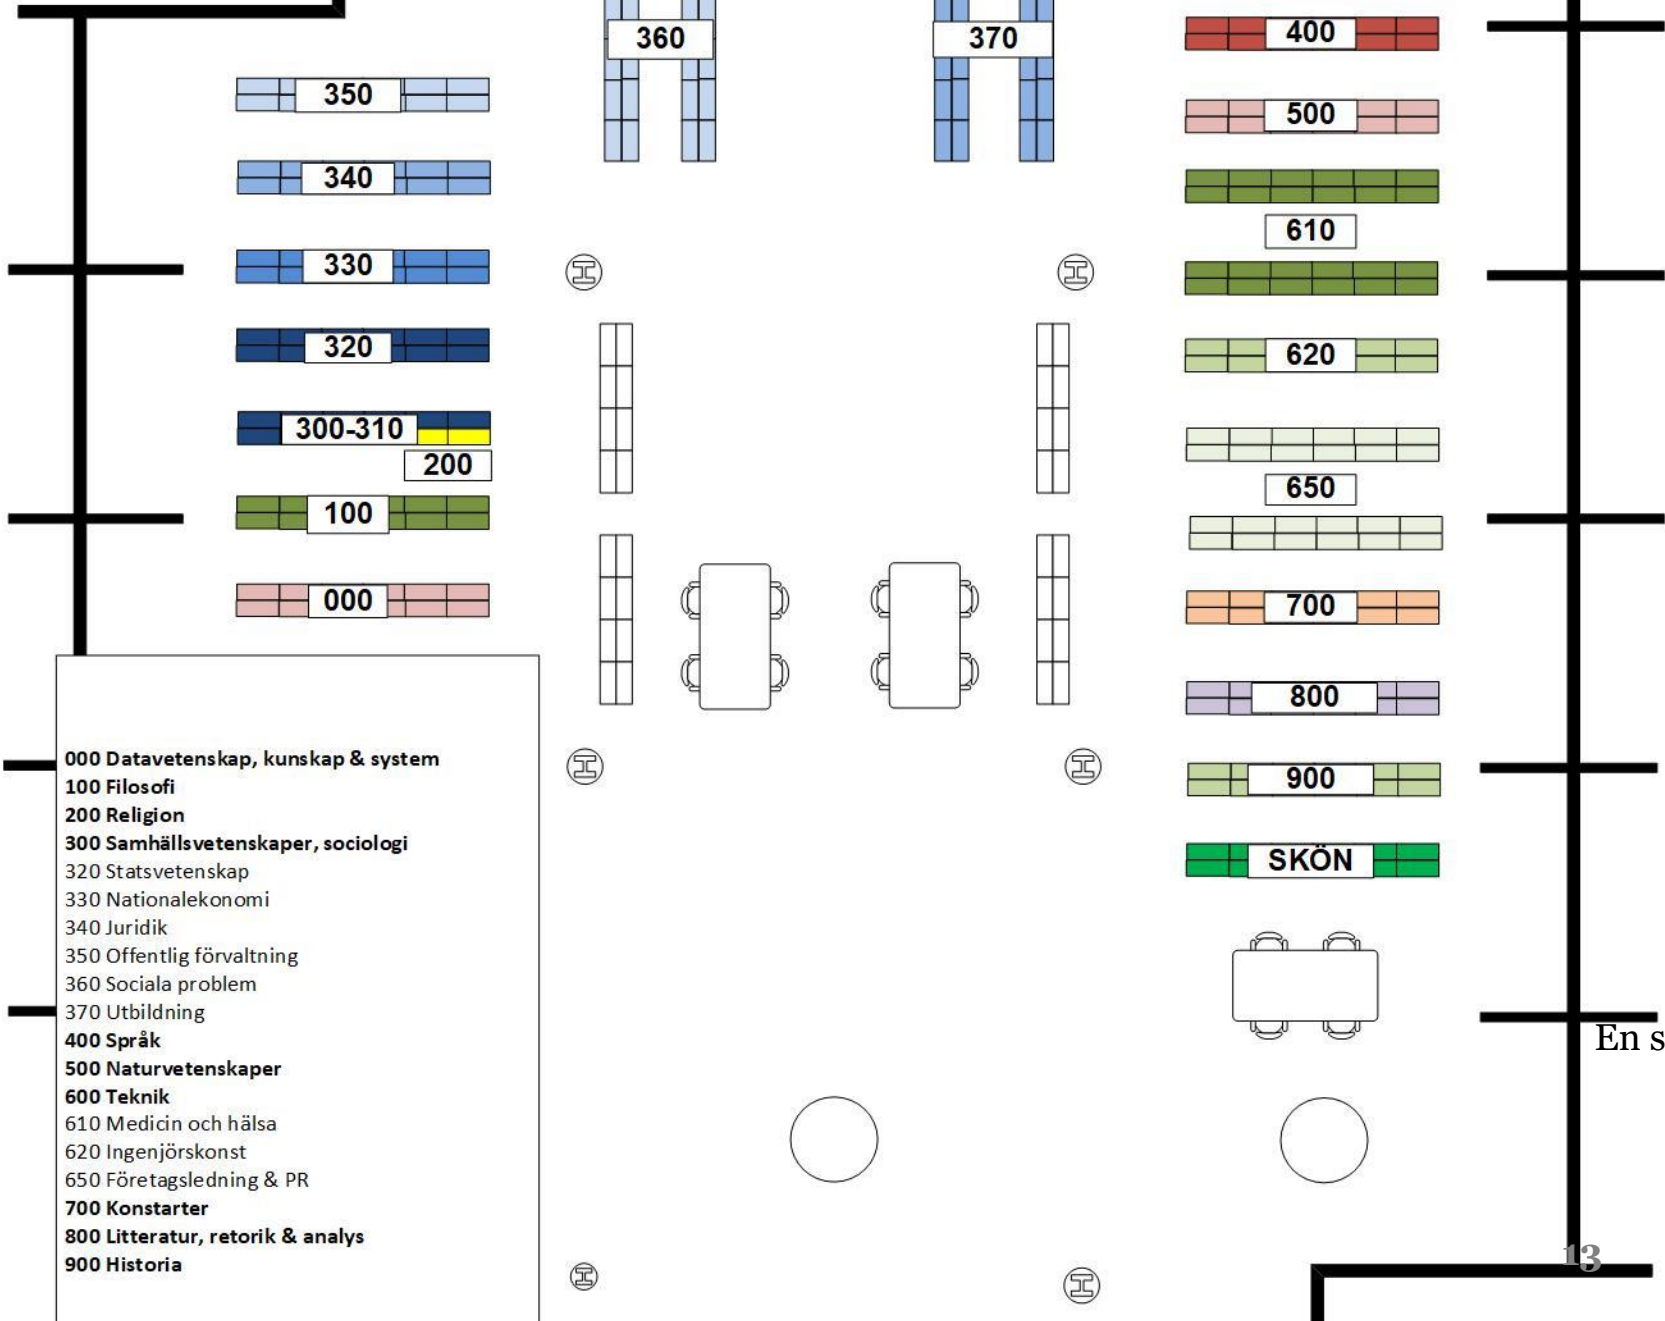 360
370
400
350
500
340
610
330
320
620
300-310
200
650
100
000
700
800
900
SKÖN
000 Datavetenskap, kunskap & system
100 Filosofi
200 Religion
300 Samhällsvetenskaper, sociologi
320 Statsvetenskap
330 Nationalekonomi
340 Juridik
350 Offentlig förvaltning
360 Sociala problem
370 Utbildning
400 Språk
500 Naturvetenskaper
600 Teknik
610 Medicin och hälsa
620 Ingenjörskonst
650 Företagsledning & PR
700 Konstarter
800 Litteratur, retorik & analys
900 Historia
En s
13